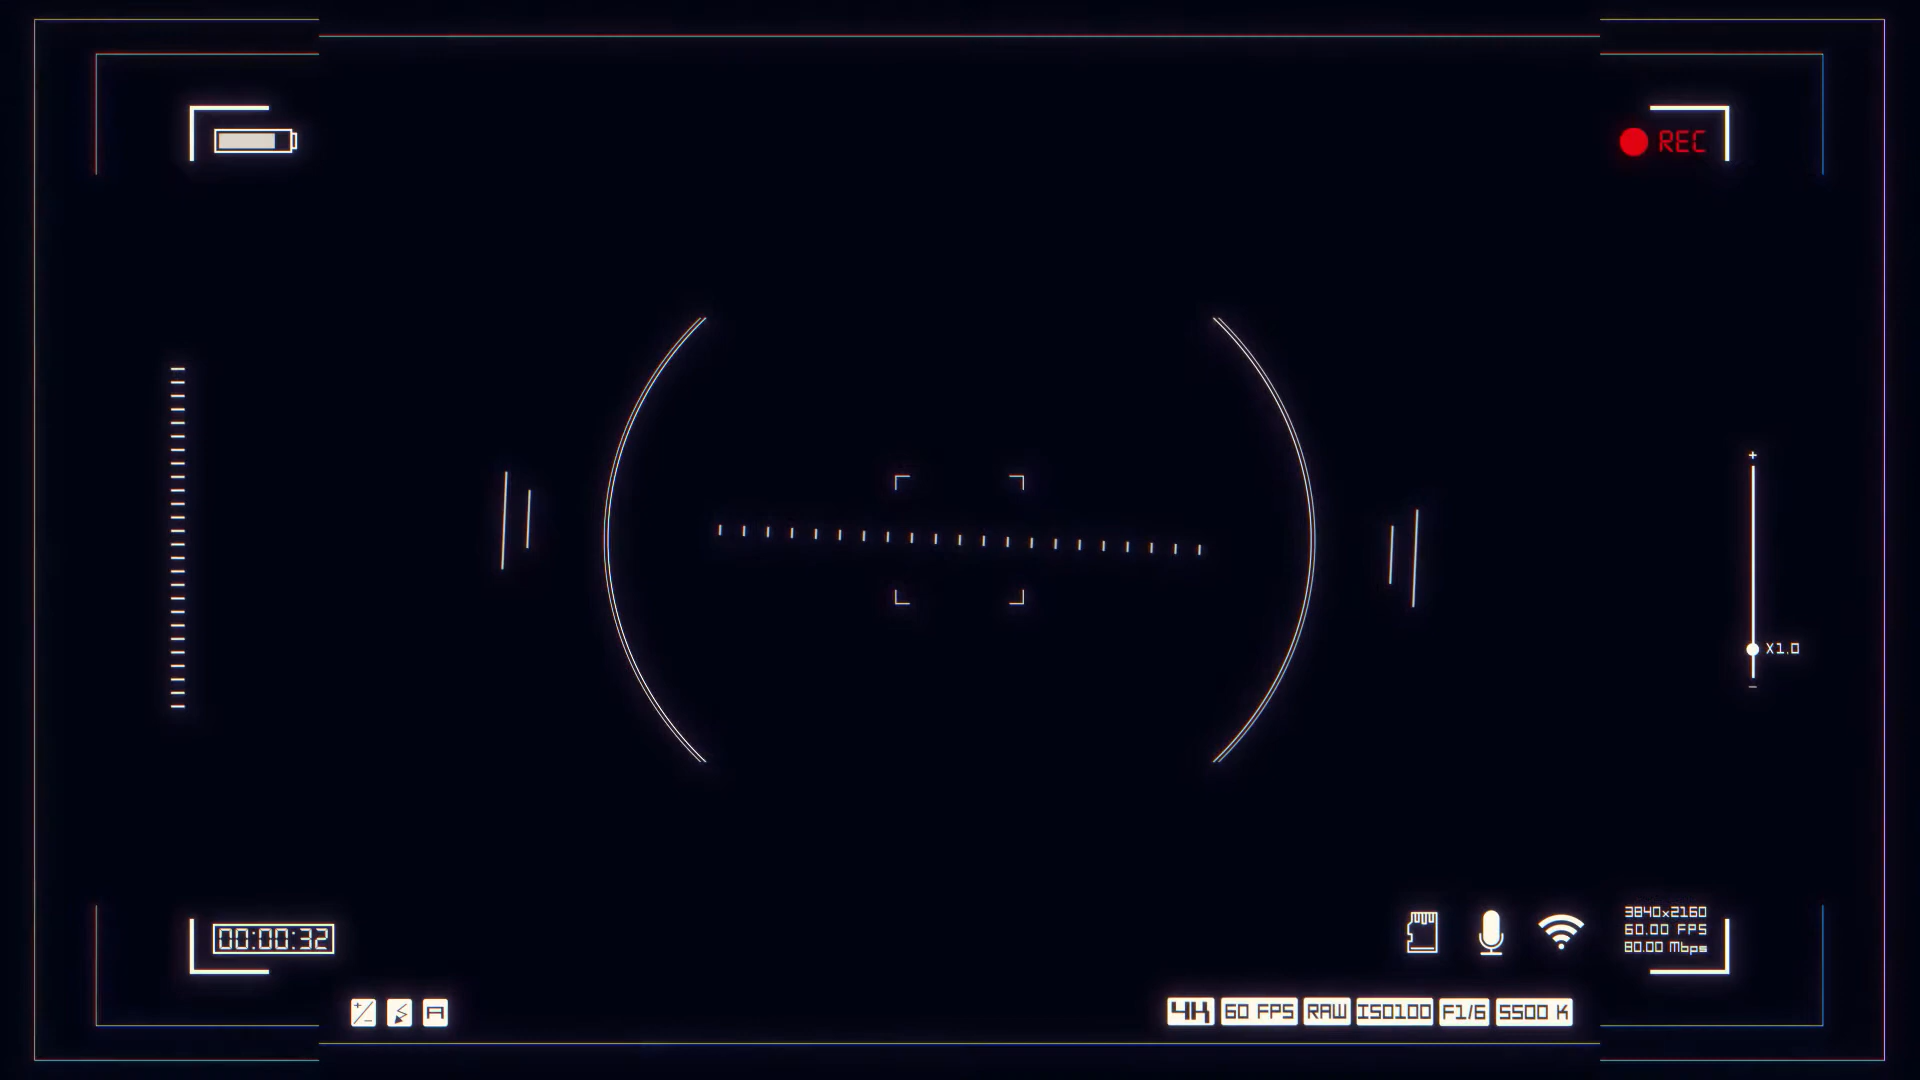 REC
X1.0
00:00:32
3840x2160
60.00 FPS
80.00 Mbps
A
4K 60 FPS RAW ISO100 F1/6 5500 K